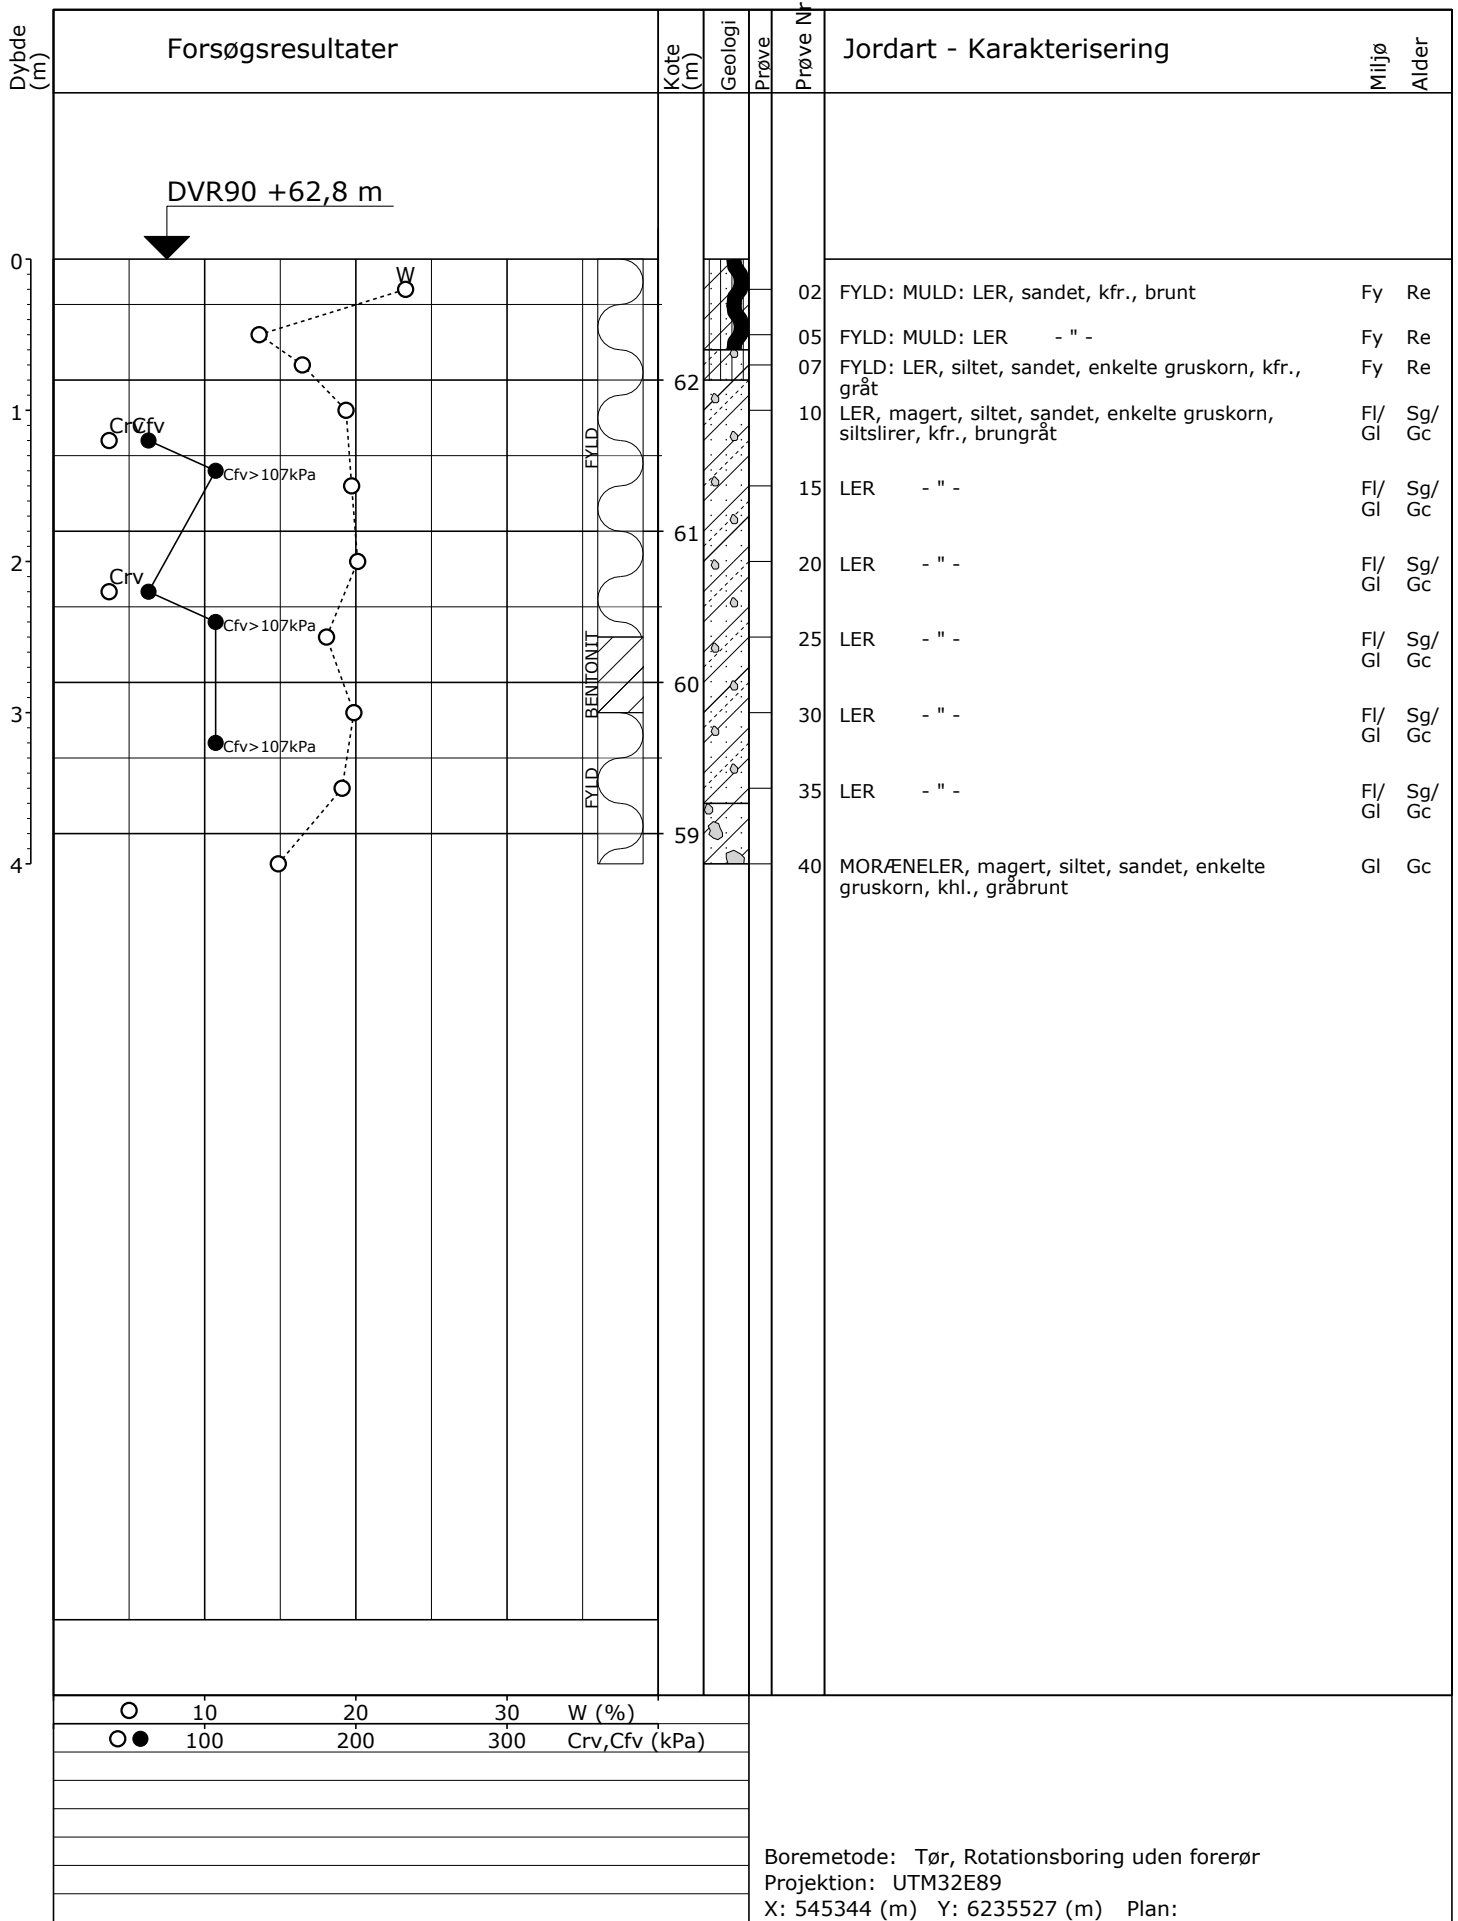 Dybde (m)
Forsøgsresultater
Kote (m)
Geologi
Prøve
Prøve Nr
Jordart - Karakterisering
Miljø
Alder
DVR90 +62,8 m
0
W
02 FYLD: MULD: LER, sandet, kfr., brunt Fy Re
05 FYLD: MULD: LER - " - Fy Re
07 FYLD: LER, siltet, sandet, enkelte gruskorn, kfr., Fy Re
gråt
62
1
10 LER, magert, siltet, sandet, enkelte gruskorn, Fl/ Sg/
siltslirer, kfr., brungråt Gl Gc
Crv Cfv
FYLD
Cfv>107kPa
15 LER - " - Fl/ Sg/
Gl Gc
61
2
20 LER - " - Fl/ Sg/
Gl Gc
Crv
Cfv>107kPa
25 LER - " - Fl/ Sg/
Gl Gc
BENTONIT
60
3
30 LER - " - Fl/ Sg/
Gl Gc
Cfv>107kPa
FYLD
35 LER - " - Fl/ Sg/
Gl Gc
59
4
40 MORÆNELER, magert, siltet, sandet, enkelte Gl Gc
gruskorn, khl., gråbrunt
10 20 30 W (%)
100 200 300 Crv,Cfv (kPa)
Boremetode: Tør, Rotationsboring uden forerør
Projektion: UTM32E89
X: 545344 (m) Y: 6235527 (m) Plan: